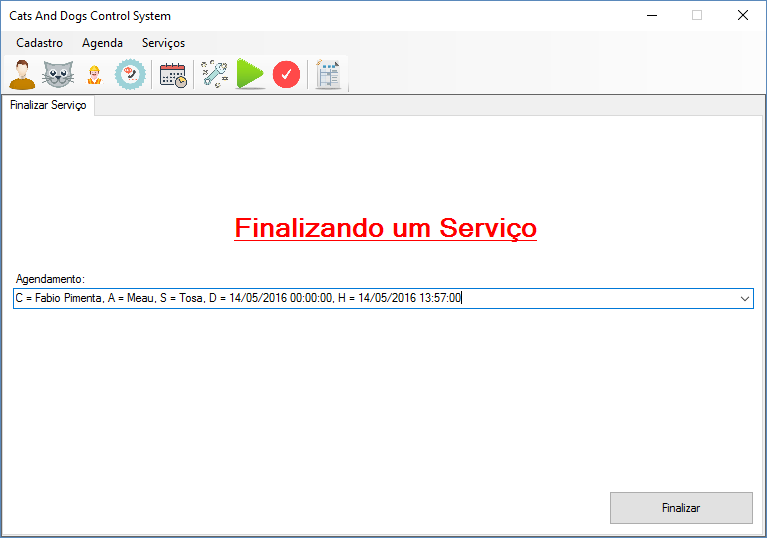 Cats And Dogs Control System
Cadastro Agenda Serviços
Finalizar Serviço
Finalizando um Serviço
Agendamento:
C = Fabio Pimenta, A = Meau, S = Tosa, D = 14/05/2016 00:00:00, H = 14/05/2016 13:57:00
Finalizar